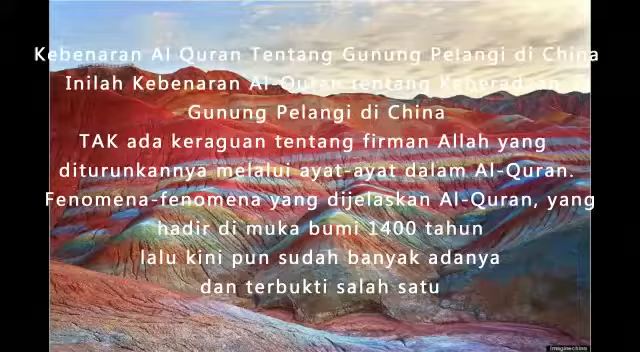 Kebenaran Al Quran Tentang Gunung Pelangi di China
Inilah Kebenaran Al-Quran tentang Keberadaan
Gunung Pelangi di China
TAK ada keraguan tentang firman Allah yang
diturunkannya melalui ayat-ayat dalam Al-Quran.
Fenomena-fenomena yang dijelaskan Al-Quran, yang
hadir di muka bumi 1400 tahun
lalu kini pun sudah banyak adanya
dan terbukti salah satu
Imaginechina